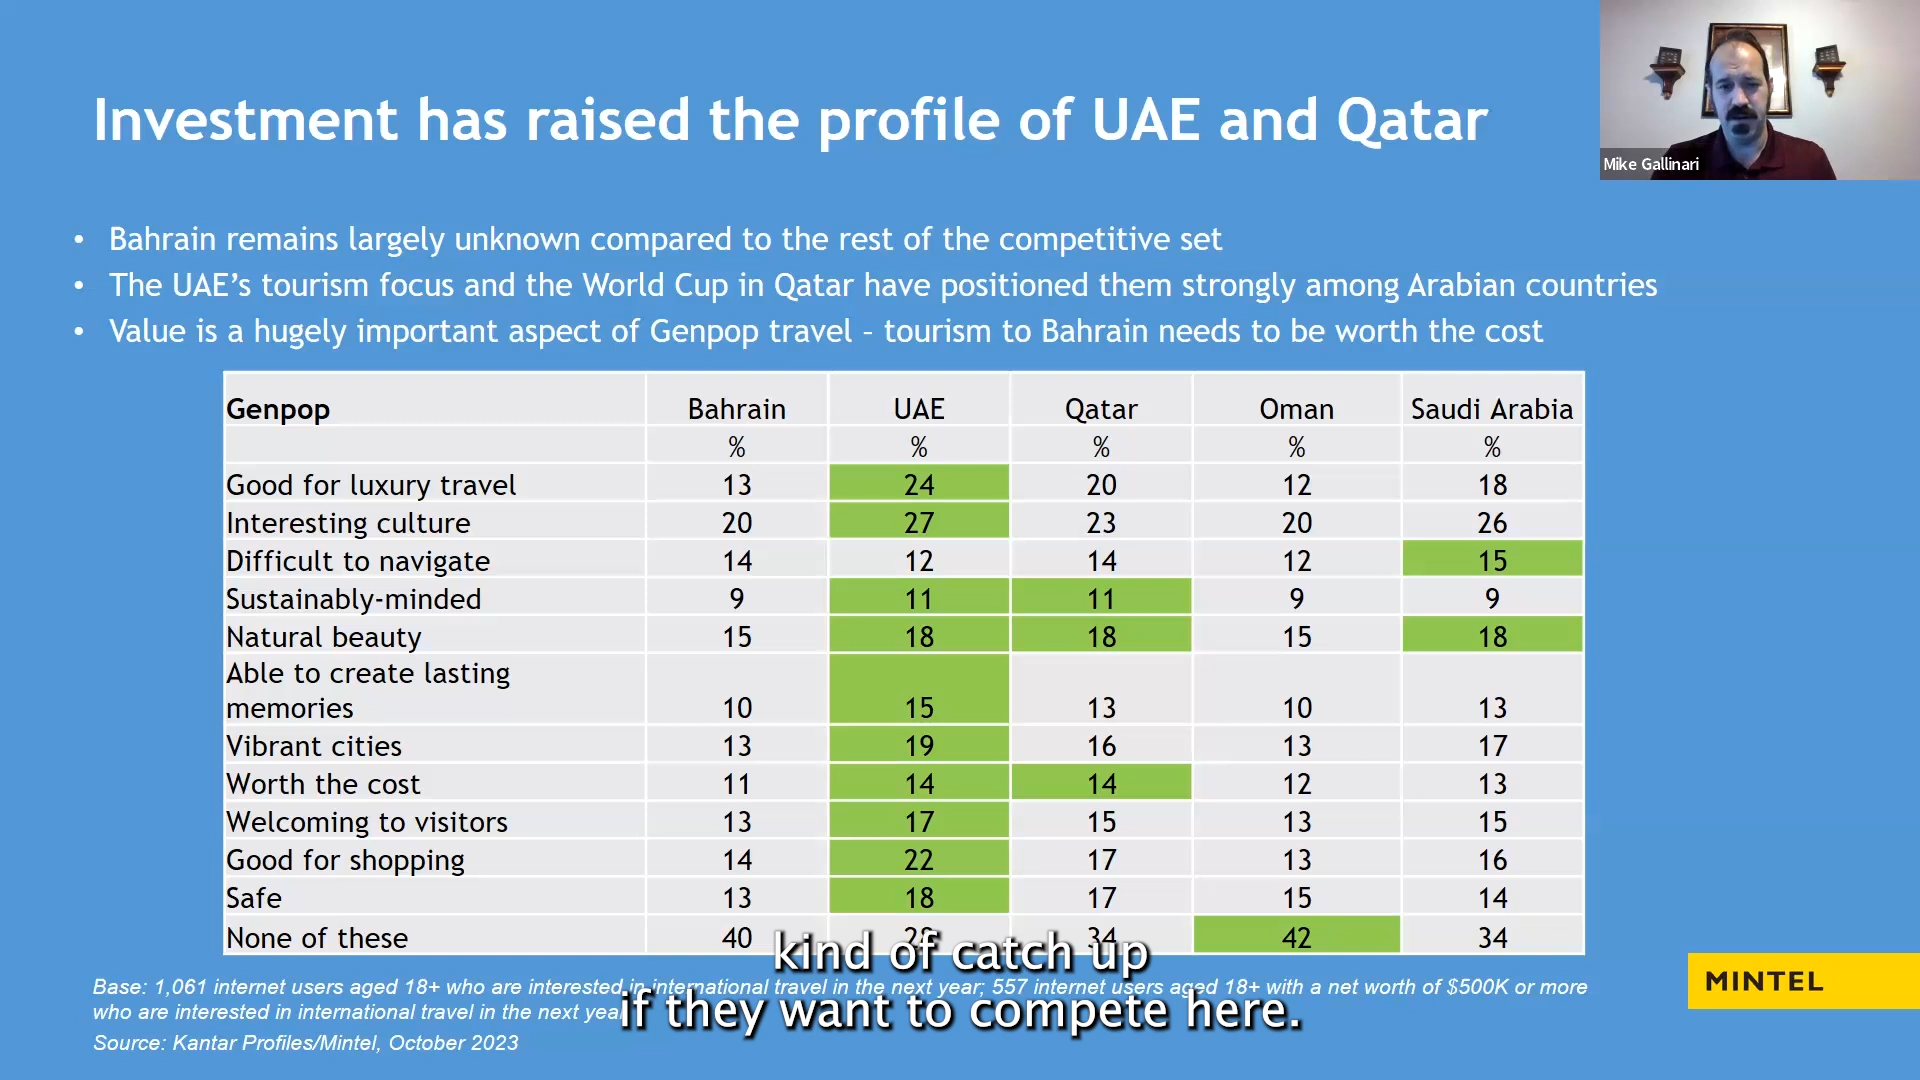 Investment has raised the profile of UAE and Qatar
Mike Gallinari
• Bahrain remains largely unknown compared to the rest of the competitive set
• The UAE’s tourism focus and the World Cup in Qatar have positioned them strongly among Arabian countries
• Value is a hugely important aspect of Genpop travel – tourism to Bahrain needs to be worth the cost
Genpop Bahrain UAE Qatar Oman Saudi Arabia
% % % % %
Good for luxury travel 13 24 20 12 18
Interesting culture 20 27 23 20 26
Difficult to navigate 14 12 14 12 15
Sustainably-minded 9 11 11 9 9
Natural beauty 15 18 18 15 18
Able to create lasting
memories 10 15 13 10 13
Vibrant cities 13 19 16 13 17
Worth the cost 11 14 14 12 13
Welcoming to visitors 13 17 15 13 15
Good for shopping 14 22 17 13 16
Safe 13 18 17 15 14
None of these 40 34 42 34
kind of catch up
if they want to compete here.
Base: 1,061 internet users aged 18+ who are interested in international travel in the next year; 557 internet users aged 18+ with a net worth of $500K or more
who are interested in international travel in the next year
Source: Kantar Profiles/Mintel, October 2023
MINTEL